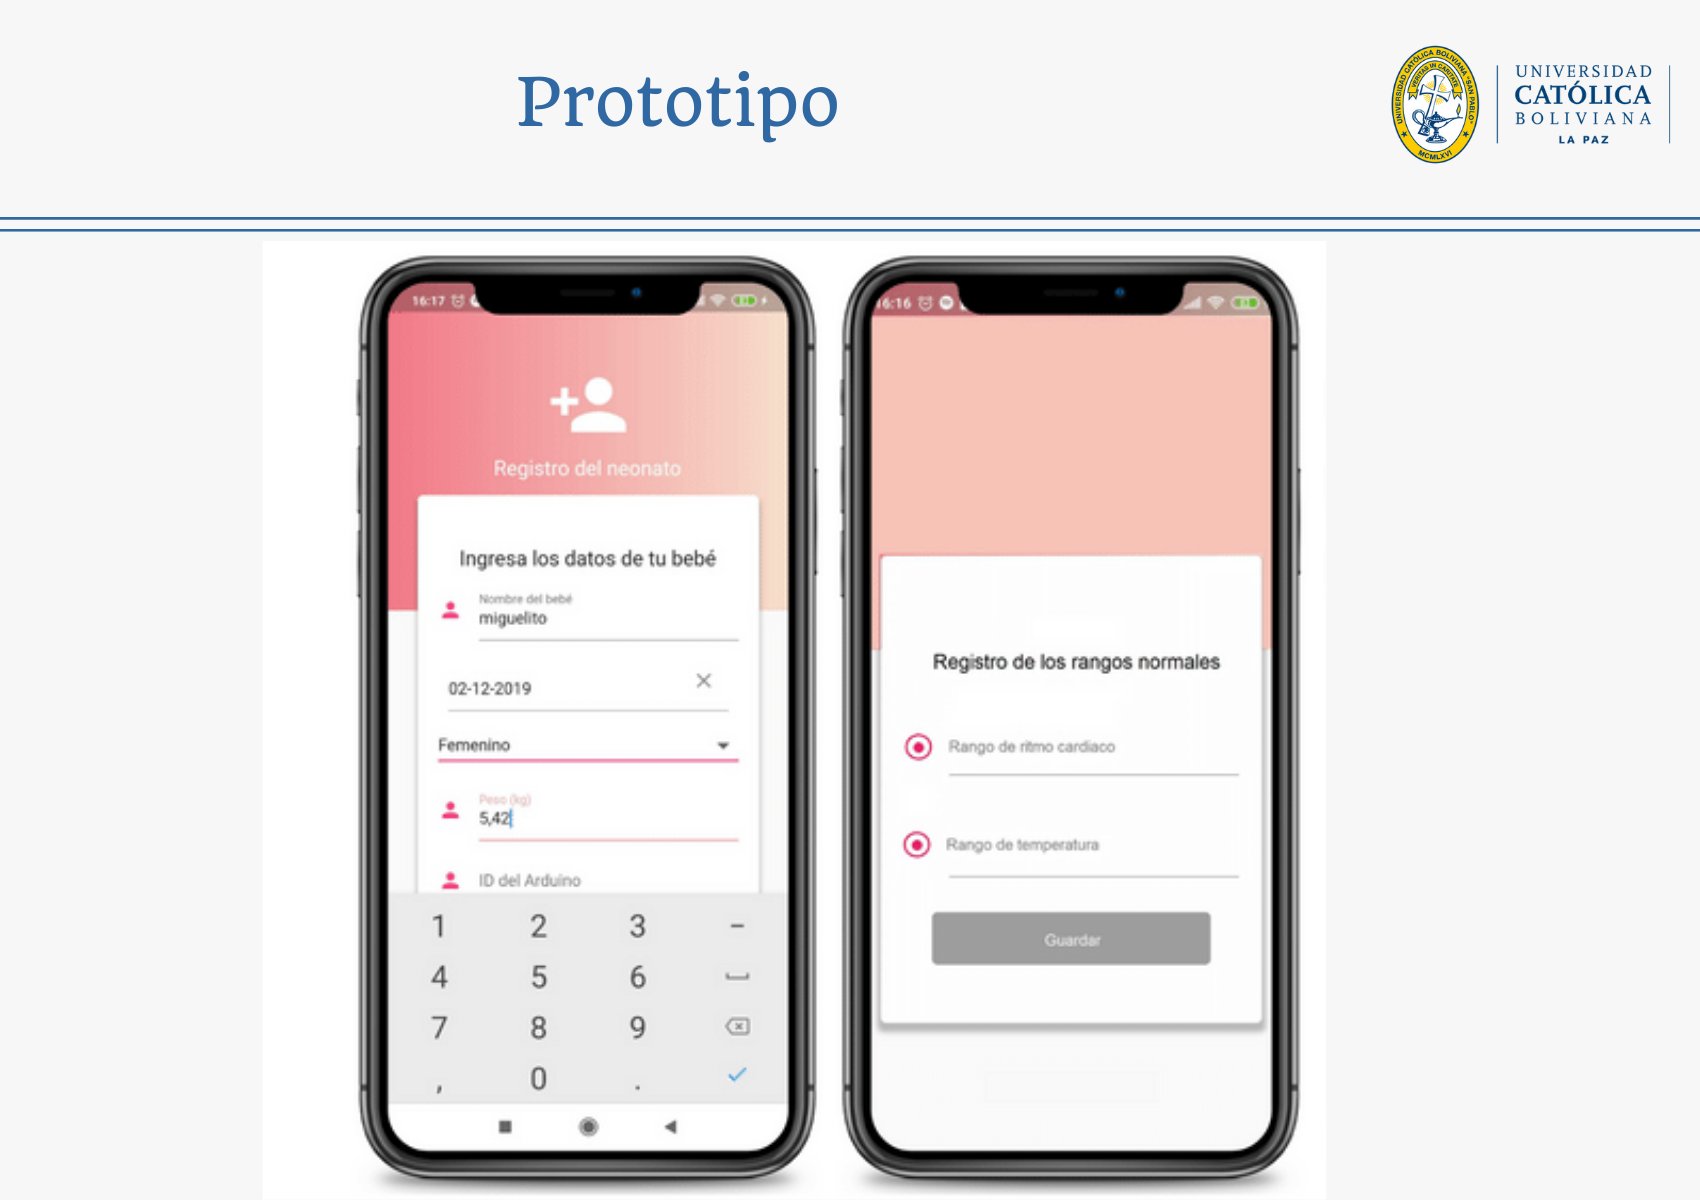 Prototipo
UNIVERSIDAD CATÓLICA BOLIVIANA "SAN PABLO"
MCMLXVI
UNIVERSIDAD
CATÓLICA
BOLIVIANA
LA PAZ
16:17
Registro del neonato
Ingresa los datos de tu bebé
Nombre del bebé
miguelito
02-12-2019
Femenino
Peso (kg)
5,42
ID del Arduino
1 2 3 -
4 5 6
7 8 9
, 0 .
6:16
Registro de los rangos normales
Rango de ritmo cardiaco
Rango de temperatura
Guardar